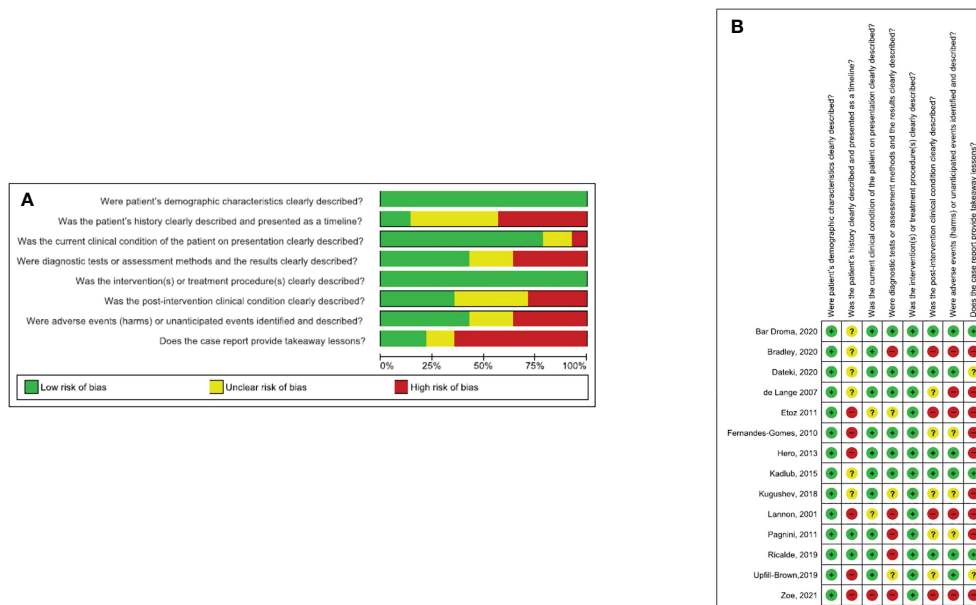 A
Were patient's demographic characteristics clearly described?
Was the patient's history clearly described and presented as a timeline?
Was the current clinical condition of the patient on presentation clearly described?
Were diagnostic tests or assessment methods and the results clearly described?
Was the intervention(s) or treatment procedure(s) clearly described?
Was the post-intervention clinical condition clearly described?
Were adverse events (harms) or unanticipated events identified and described?
Does the case report provide takeaway lessons?
0% 25% 50% 75% 100%
Low risk of bias Unclear risk of bias High risk of bias
B
Were patient's demographic characteristics clearly described?
Was the patient's history clearly described and presented as a timeline?
Was the current clinical condition of the patient on presentation clearly described?
Were diagnostic tests or assessment methods and the results clearly described?
Was the intervention(s) or treatment procedure(s) clearly described?
Was the post-intervention clinical condition clearly described?
Were adverse events (harms) or unanticipated events identified and described?
Does the case report provide takeaway lessons?
Bar Droma, 2020 + ? + + + + + +
Bradley, 2020 + ? + - + - - -
Dateki, 2020 + ? + + + + + ?
de Lange 2007 + ? + + + ? - -
Etoz 2011 + - ? ? + - - -
Fernandes-Gomes, 2010 + - + + + ? ? -
Hero, 2013 + - + + + + + -
Kadlub, 2015 + ? + + + + + +
Kugushev, 2018 + ? + ? + ? ? -
Lannon, 2001 + - ? - + - - -
Pagnini, 2011 + + + - + ? ? -
Ricalde, 2019 + + + - + + + +
Upfill-Brown,2019 + - + ? + ? + ?
Zoe, 2021 + - - - + - - -